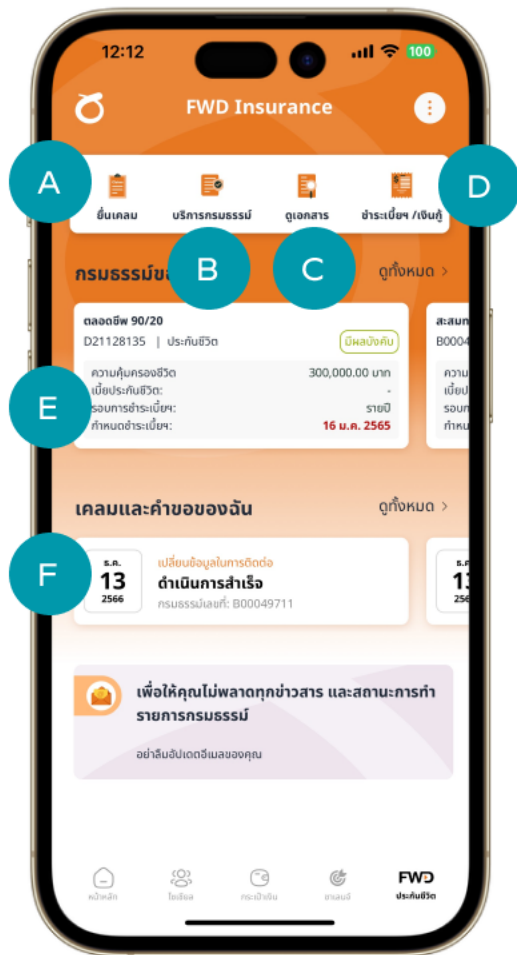 12:12
100
FWD Insurance
A
D
ยื่นเคลม
บริการกรมธรรม์
ดูเอกสาร
ชำระเบี้ยฯ /เงินกู้
B
C
กรมธรรม์ข
ดูทั้งหมด >
ตลอดชีพ 90/20
D21128135 | ประกันชีวิต
มีผลบังคับ
ความคุ้มครองชีวิต 300,000.00 บาท
เบี้ยประกันชีวิต: -
รอบการชำระเบี้ยฯ: รายปี
กำหนดชำระเบี้ยฯ: 16 ม.ค. 2565
สะสมท
B0004
ความ
เบี้ยป
รอบก
กำหน
E
เคลมและคำขอของฉัน
ดูทั้งหมด >
F
ธ.ค.
13
2566
เปลี่ยนข้อมูลในการติดต่อ
ดำเนินการสำเร็จ
กรมธรรม์เลขที่: B00049711
เพื่อให้คุณไม่พลาดทุกข่าวสาร และสถานะการทำ
รายการกรมธรรม์
อย่าลืมอัปเดตอีเมลของคุณ
หน้าหลัก
โซเชียล
กระเป๋าเงิน
ชาเลนจ์
FWD
ประกันชีวิต